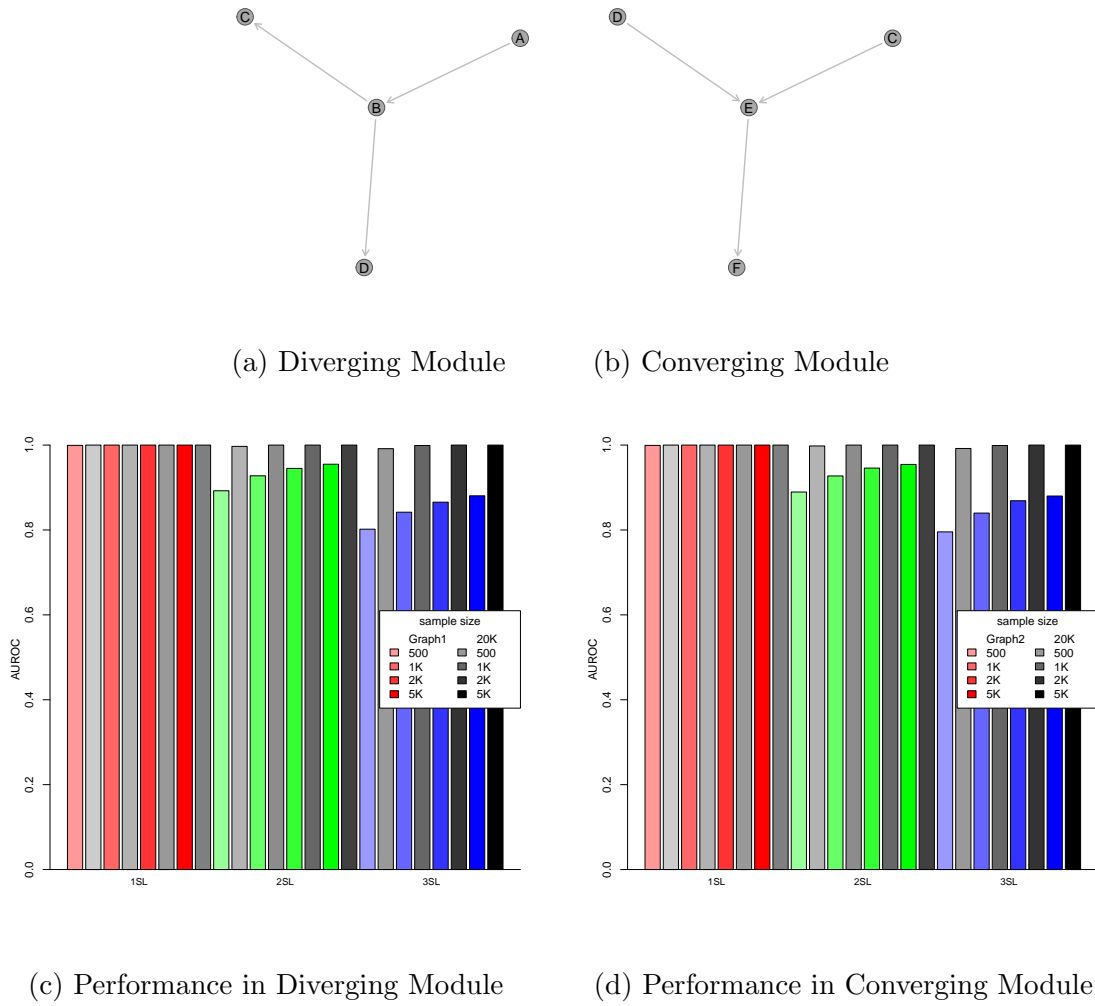 C
A
B
D
D
C
E
F
(a) Diverging Module
(b) Converging Module
AUROC
1.0
0.8
0.6
0.4
0.2
0.0
1SL 2SL 3SL
sample size
Graph1 20K
500 500
1K 1K
2K 2K
5K 5K
AUROC
1.0
0.8
0.6
0.4
0.2
0.0
1SL 2SL 3SL
sample size
Graph2 20K
500 500
1K 1K
2K 2K
5K 5K
(c) Performance in Diverging Module
(d) Performance in Converging Module